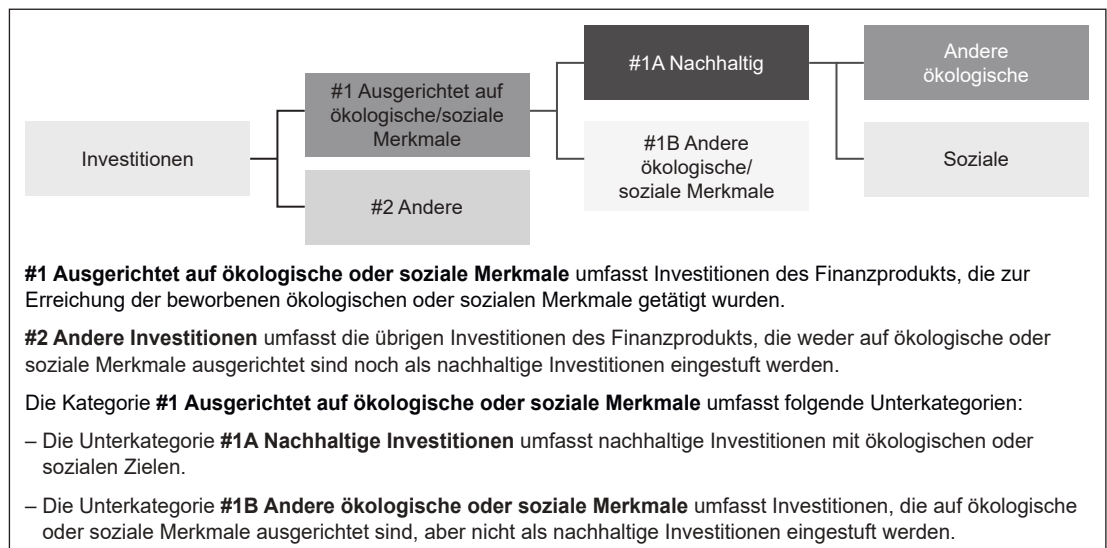 Investitionen
#1 Ausgerichtet auf
ökologische/soziale
Merkmale
#2 Andere
#1A Nachhaltig
#1B Andere
ökologische/
soziale Merkmale
Andere
ökologische
Soziale
#1 Ausgerichtet auf ökologische oder soziale Merkmale umfasst Investitionen des Finanzprodukts, die zur
Erreichung der beworbenen ökologischen oder sozialen Merkmale getätigt wurden.
#2 Andere Investitionen umfasst die übrigen Investitionen des Finanzprodukts, die weder auf ökologische oder
soziale Merkmale ausgerichtet sind noch als nachhaltige Investitionen eingestuft werden.
Die Kategorie #1 Ausgerichtet auf ökologische oder soziale Merkmale umfasst folgende Unterkategorien:
– Die Unterkategorie #1A Nachhaltige Investitionen umfasst nachhaltige Investitionen mit ökologischen oder
sozialen Zielen.
– Die Unterkategorie #1B Andere ökologische oder soziale Merkmale umfasst Investitionen, die auf ökologische
oder soziale Merkmale ausgerichtet sind, aber nicht als nachhaltige Investitionen eingestuft werden.